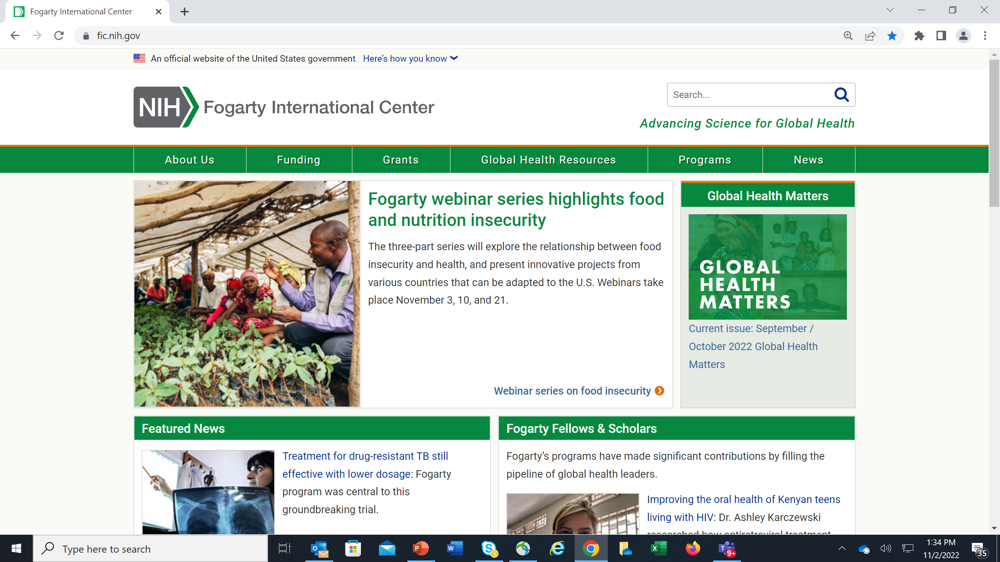 Fogarty International Center
fic.nih.gov
An official website of the United States government Here’s how you know
NIH Fogarty International Center
Search...
Advancing Science for Global Health
About Us Funding Grants Global Health Resources Programs News
Fogarty webinar series highlights food
and nutrition insecurity
The three-part series will explore the relationship between food
insecurity and health, and present innovative projects from
various countries that can be adapted to the U.S. Webinars take
place November 3, 10, and 21.
Webinar series on food insecurity
Global Health Matters
GLOBAL
HEALTH
MATTERS
Current issue: September /
October 2022 Global Health
Matters
Featured News
Treatment for drug-resistant TB still
effective with lower dosage: Fogarty
program was central to this
groundbreaking trial.
Fogarty Fellows & Scholars
Fogarty’s programs have made significant contributions by filling the
pipeline of global health leaders.
Improving the oral health of Kenyan teens
living with HIV: Dr. Ashley Karczewski
researched how antiretroviral treatment
Type here to search
O
P
W
S
X
T
9+
1:34 PM
11/2/2022
35